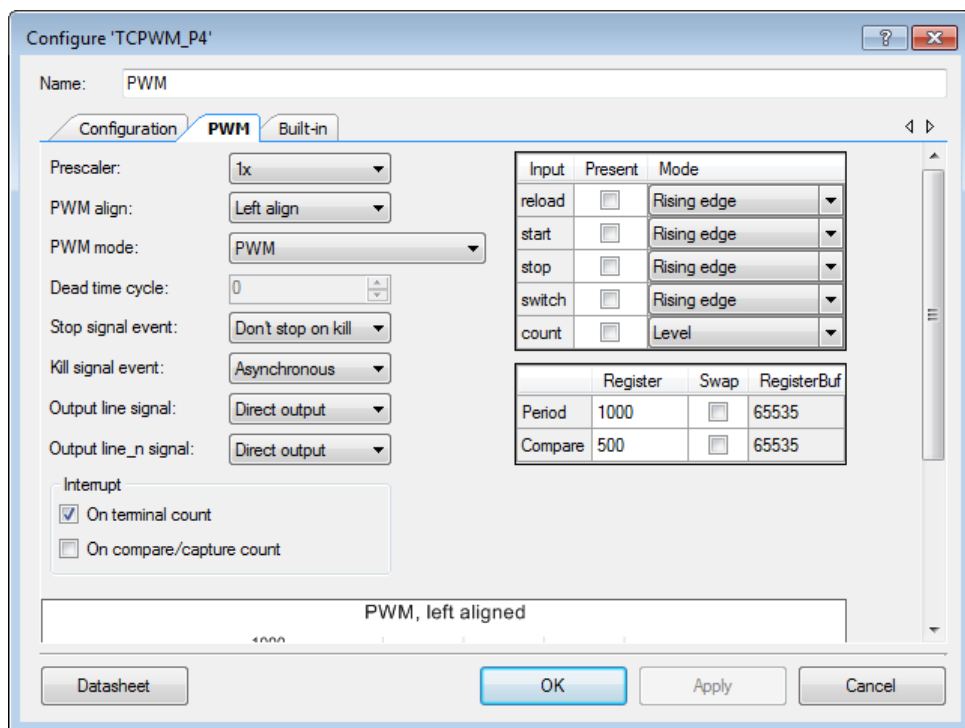 Configure 'TCPWM_P4'
Name: PWM
Configuration PWM Built-in
Prescaler: 1x
PWM align: Left align
PWM mode: PWM
Dead time cycle: 0
Stop signal event: Don't stop on kill
Kill signal event: Asynchronous
Output line signal: Direct output
Output line_n signal: Direct output
Interrupt
On terminal count
On compare/capture count
Input Present Mode
reload Rising edge
start Rising edge
stop Rising edge
switch Rising edge
count Level
Register Swap RegisterBuf
Period 1000 65535
Compare 500 65535
PWM, left aligned
Datasheet OK Apply Cancel